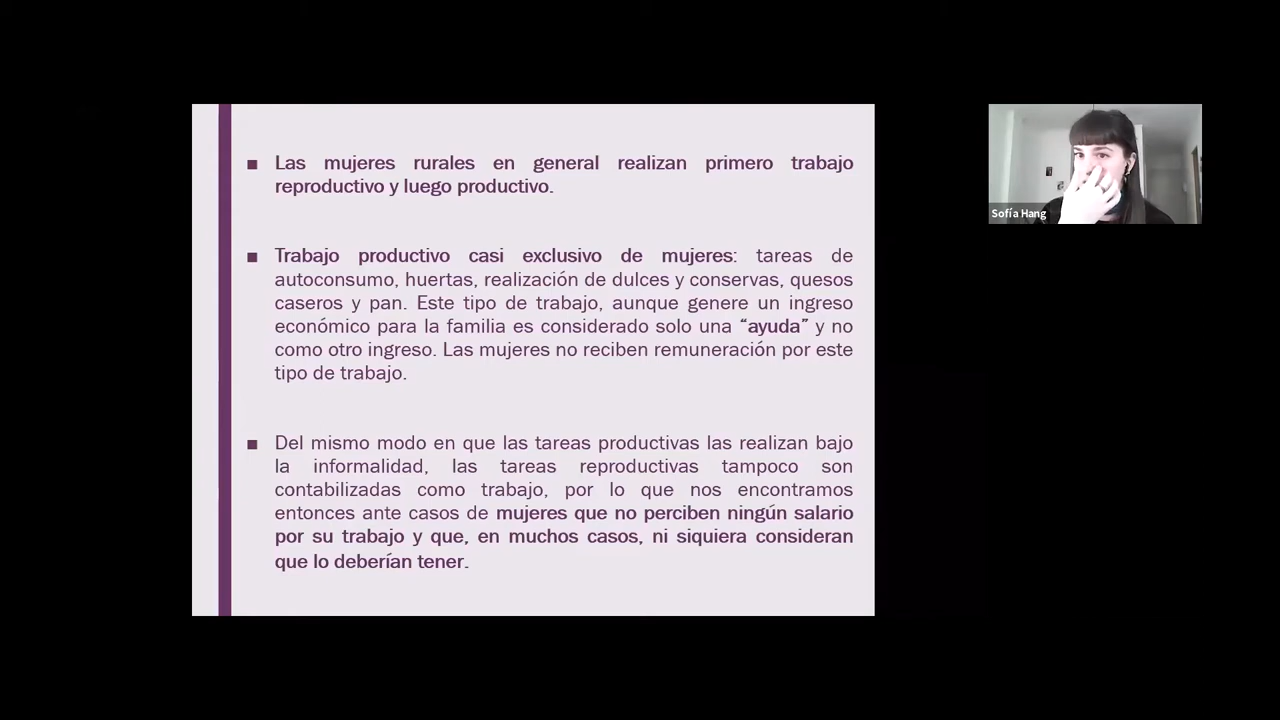 ■ Las mujeres rurales en general realizan primero trabajo
reproductivo y luego productivo.
■ Trabajo productivo casi exclusivo de mujeres: tareas de
autoconsumo, huertas, realización de dulces y conservas, quesos
caseros y pan. Este tipo de trabajo, aunque genere un ingreso
económico para la familia es considerado solo una “ayuda” y no
como otro ingreso. Las mujeres no reciben remuneración por este
tipo de trabajo.
■ Del mismo modo en que las tareas productivas las realizan bajo
la informalidad, las tareas reproductivas tampoco son
contabilizadas como trabajo, por lo que nos encontramos
entonces ante casos de mujeres que no perciben ningún salario
por su trabajo y que, en muchos casos, ni siquiera consideran
que lo deberían tener.
Sofía Hang